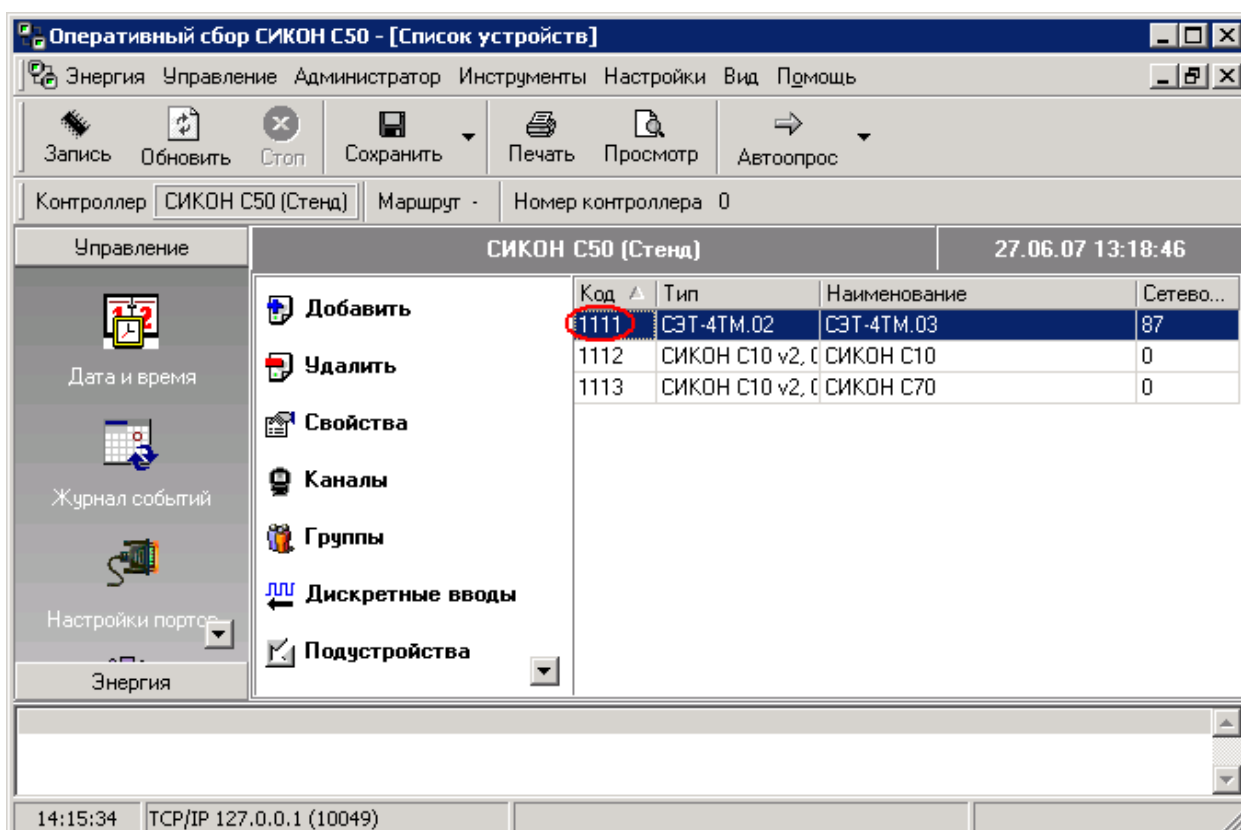 Оперативный сбор СИКОН С50 - [Список устройств]
Энергия Управление Администратор Инструменты Настройки Вид Помощь
Запись Обновить Стоп Сохранить Печать Просмотр Автоопрос
Контроллер СИКОН С50 (Стенд) Маршрут - Номер контроллера 0
Управление
СИКОН С50 (Стенд) 27.06.07 13:18:46
Дата и время
Журнал событий
Настройки портов
Энергия
Добавить
Удалить
Свойства
Каналы
Группы
Дискретные вводы
Подустройства
Код Тип Наименование Сетево...
1111 СЭТ-4ТМ.02 СЭТ-4ТМ.03 87
1112 СИКОН С10 v2, СИКОН С10 0
1113 СИКОН С10 v2, СИКОН С70 0
14:15:34 TCP/IP 127.0.0.1 (10049)